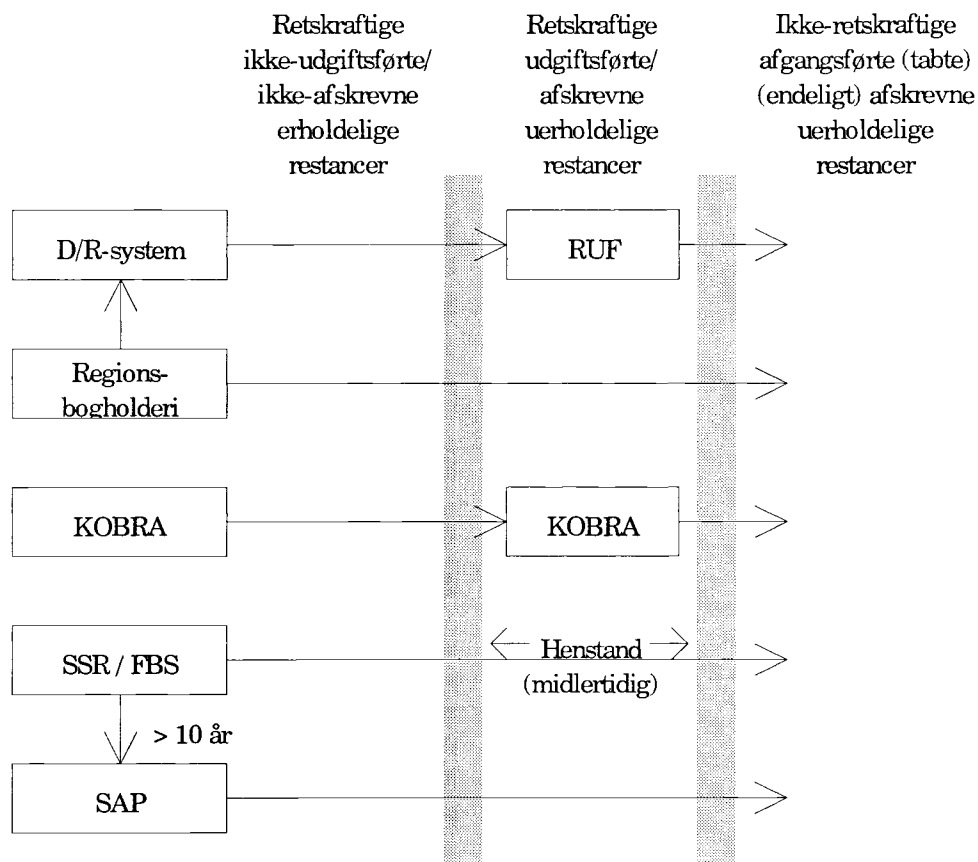 Retskraftige
ikke-udgiftsførte/
ikke-afskrevne
erholdelige
restancer
Retskraftige
udgiftsførte/
afskrevne
uerholdelige
restancer
Ikke-retskraftige
afgangsførte (tabte)
(endeligt) afskrevne
uerholdelige
restancer
D/R-system
RUF
Regions-
bogholderi
KOBRA
KOBRA
SSR / FBS
Henstand
(midlertidig)
> 10 år
SAP